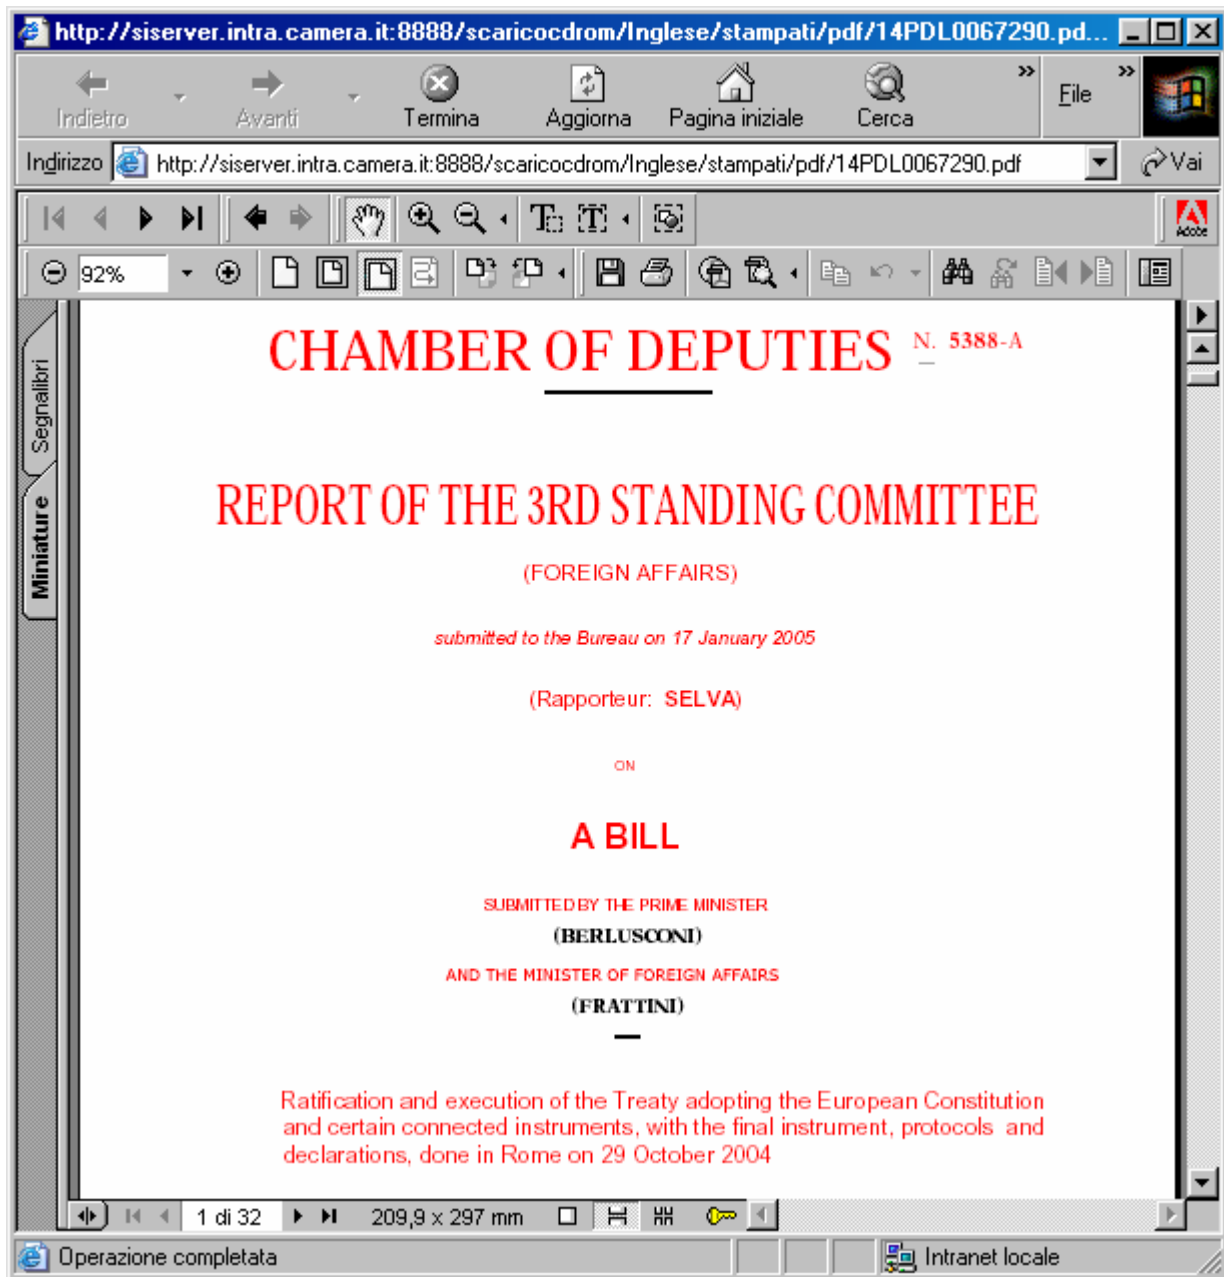 http://siserver.intra.camera.it:8888/scaricocdrom/Inglese/stampati/pdf/14PDL0067290.pd...
Indietro Avanti Termina Aggiorna Pagina iniziale Cerca » File »
Indirizzo http://siserver.intra.camera.it:8888/scaricocdrom/Inglese/stampati/pdf/14PDL0067290.pdf Vai
Adobe
92%
Segnalibri
Miniature
CHAMBER OF DEPUTIES N. 5388-A
REPORT OF THE 3RD STANDING COMMITTEE
(FOREIGN AFFAIRS)
submitted to the Bureau on 17 January 2005
(Rapporteur: SELVA)
ON
A BILL
SUBMITTED BY THE PRIME MINISTER
(BERLUSCONI)
AND THE MINISTER OF FOREIGN AFFAIRS
(FRATTINI)
Ratification and execution of the Treaty adopting the European Constitution
and certain connected instruments, with the final instrument, protocols and
declarations, done in Rome on 29 October 2004
1 di 32 209,9 x 297 mm
Operazione completata Intranet locale